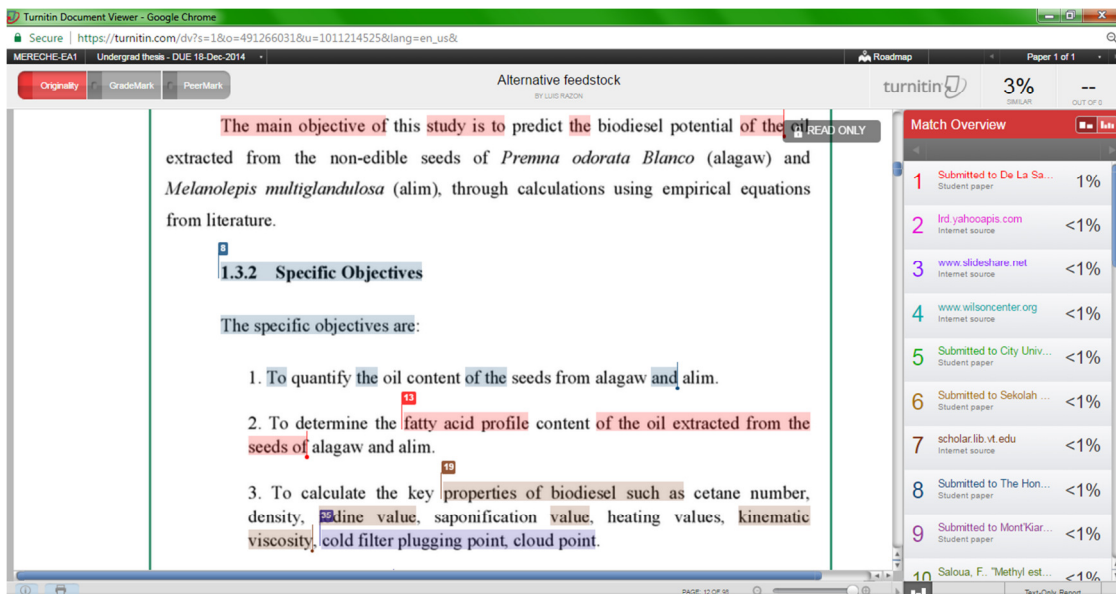 Turnitin Document Viewer - Google Chrome
Secure | https://turnitin.com/dv?s=1&o=491266031&u=1011214525&lang=en_us&
MERECHE-EA1 Undergrad thesis - DUE 18-Dec-2014 Roadmap Paper 1 of 1
Originality GradeMark PeerMark
Alternative feedstock
BY LUIS RAZON
turnitin
3%
SIMILAR
--
OUT OF 0
READ ONLY
The main objective of this study is to predict the biodiesel potential of the oil
extracted from the non-edible seeds of Premna odorata Blanco (alagaw) and
Melanolepis multiglandulosa (alim), through calculations using empirical equations
from literature.
8
1.3.2 Specific Objectives
The specific objectives are:
1. To quantify the oil content of the seeds from alagaw and alim.
13
2. To determine the fatty acid profile content of the oil extracted from the
seeds of alagaw and alim.
19
3. To calculate the key properties of biodiesel such as cetane number,
density, 35dine value, saponification value, heating values, kinematic
viscosity, cold filter plugging point, cloud point.
Match Overview
1 Submitted to De La Sa... 1%
Student paper
2 lrd.yahooapis.com <1%
Internet source
3 www.slideshare.net <1%
Internet source
4 www.wilsoncenter.org <1%
Internet source
5 Submitted to City Univ... <1%
Student paper
6 Submitted to Sekolah ... <1%
Student paper
7 scholar.lib.vt.edu <1%
Internet source
8 Submitted to The Hon... <1%
Student paper
9 Submitted to Mont'Kiar... <1%
Student paper
10 Saloua, F.. "Methyl est... <1%
PAGE: 12 OF 95
Text-Only Report